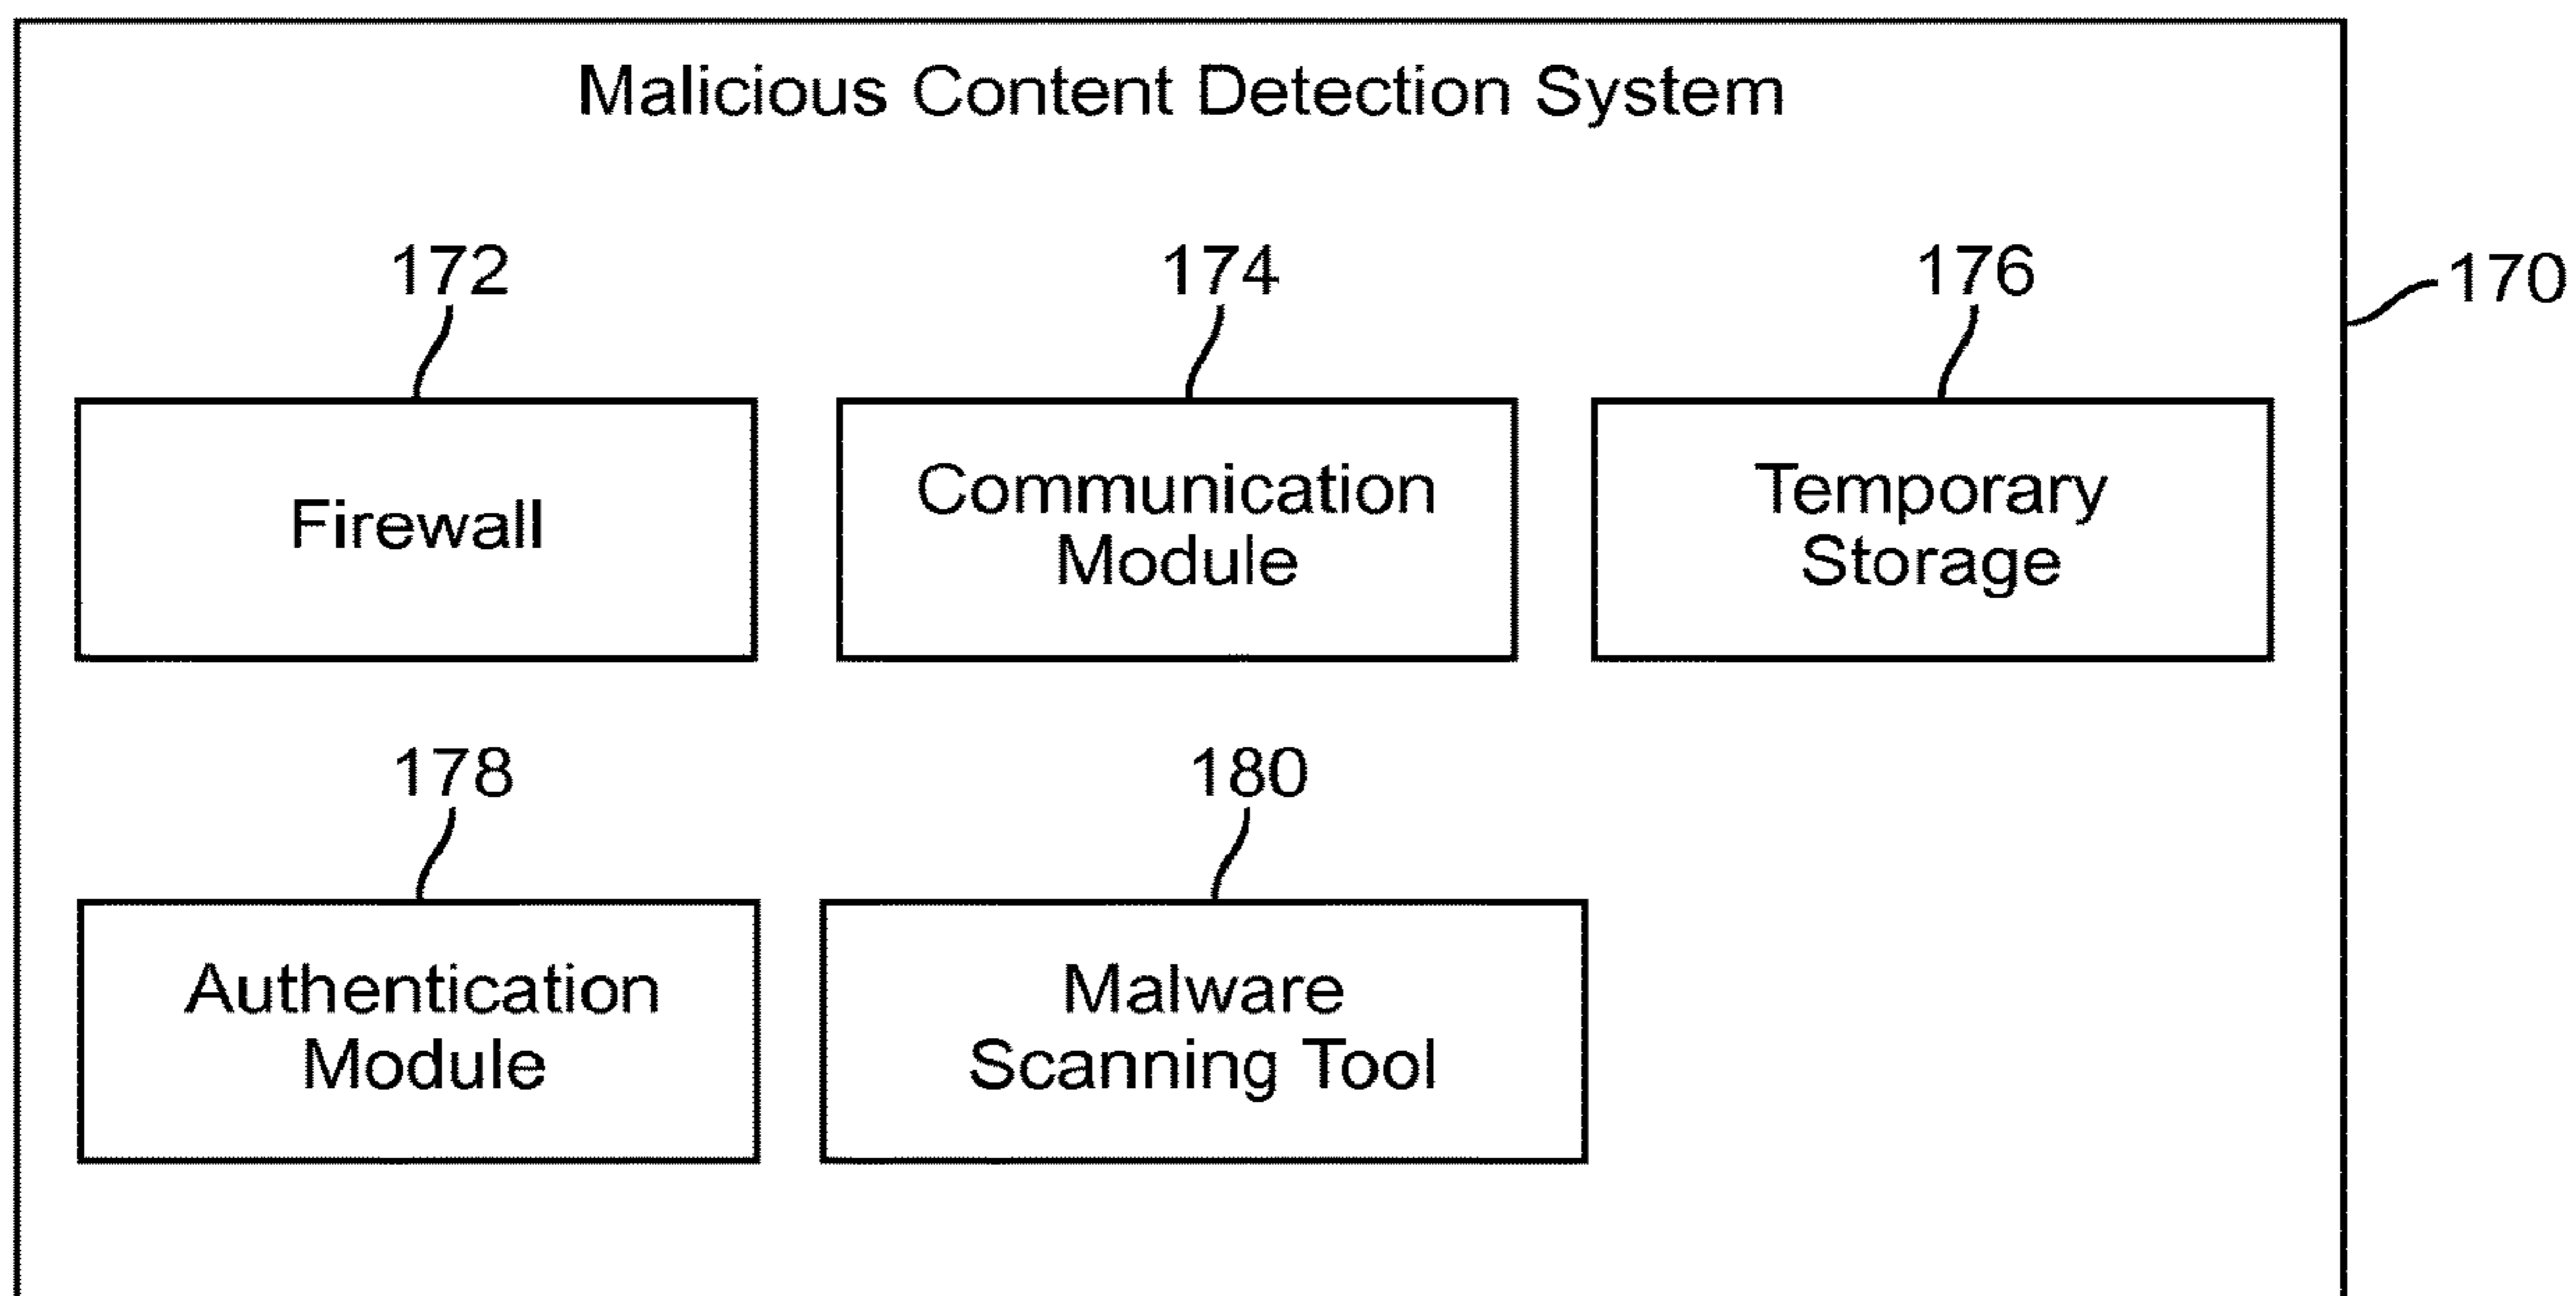 Malicious Content Detection System
172
174
176
170
Firewall
Communication
Module
Temporary
Storage
178
180
Authentication
Module
Malware
Scanning Tool